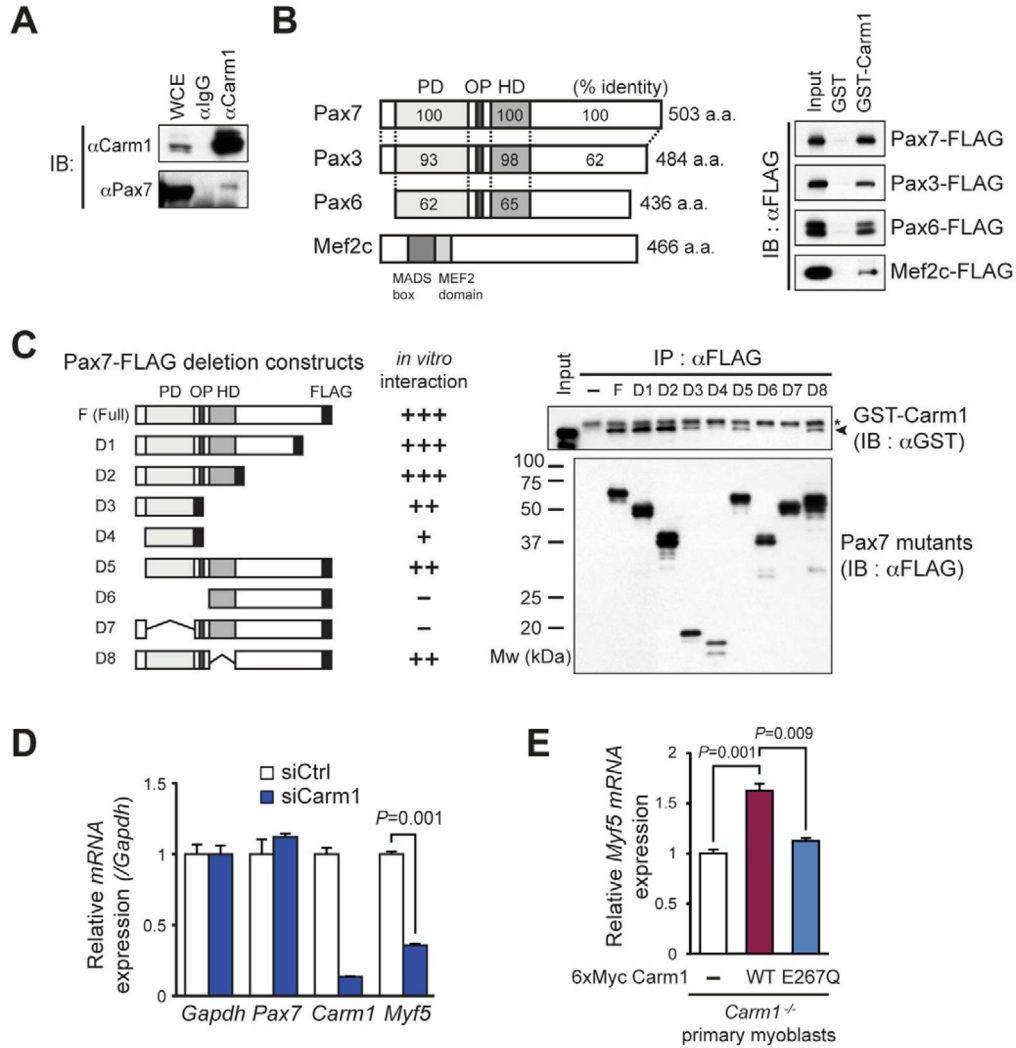 A
WCE
αIgG
αCarm1
IB:
αCarm1
αPax7
B
PD OP HD (% identity)
Pax7 100 100 100 503 a.a.
Pax3 93 98 62 484 a.a.
Pax6 62 65 436 a.a.
Mef2c 466 a.a.
MADS box
MEF2 domain
Input
GST
GST-Carm1
IB : αFLAG
Pax7-FLAG
Pax3-FLAG
Pax6-FLAG
Mef2c-FLAG
C
Pax7-FLAG deletion constructs
in vitro interaction
PD OP HD FLAG
F (Full) +++
D1 +++
D2 +++
D3 ++
D4 +
D5 ++
D6 −
D7 −
D8 ++
IP : αFLAG
Input − F D1 D2 D3 D4 D5 D6 D7 D8
*
GST-Carm1
(IB : αGST)
100
75
50
37
25
20
Mw (kDa)
Pax7 mutants
(IB : αFLAG)
D
siCtrl
siCarm1
P=0.001
Relative mRNA
expression (/Gapdh)
1.5
1
0.5
0
Gapdh Pax7 Carm1 Myf5
E
P=0.009
P=0.001
Relative Myf5 mRNA
expression
2
1.5
1
0.5
0
6xMyc Carm1 − WT E267Q
Carm1 -/-
primary myoblasts